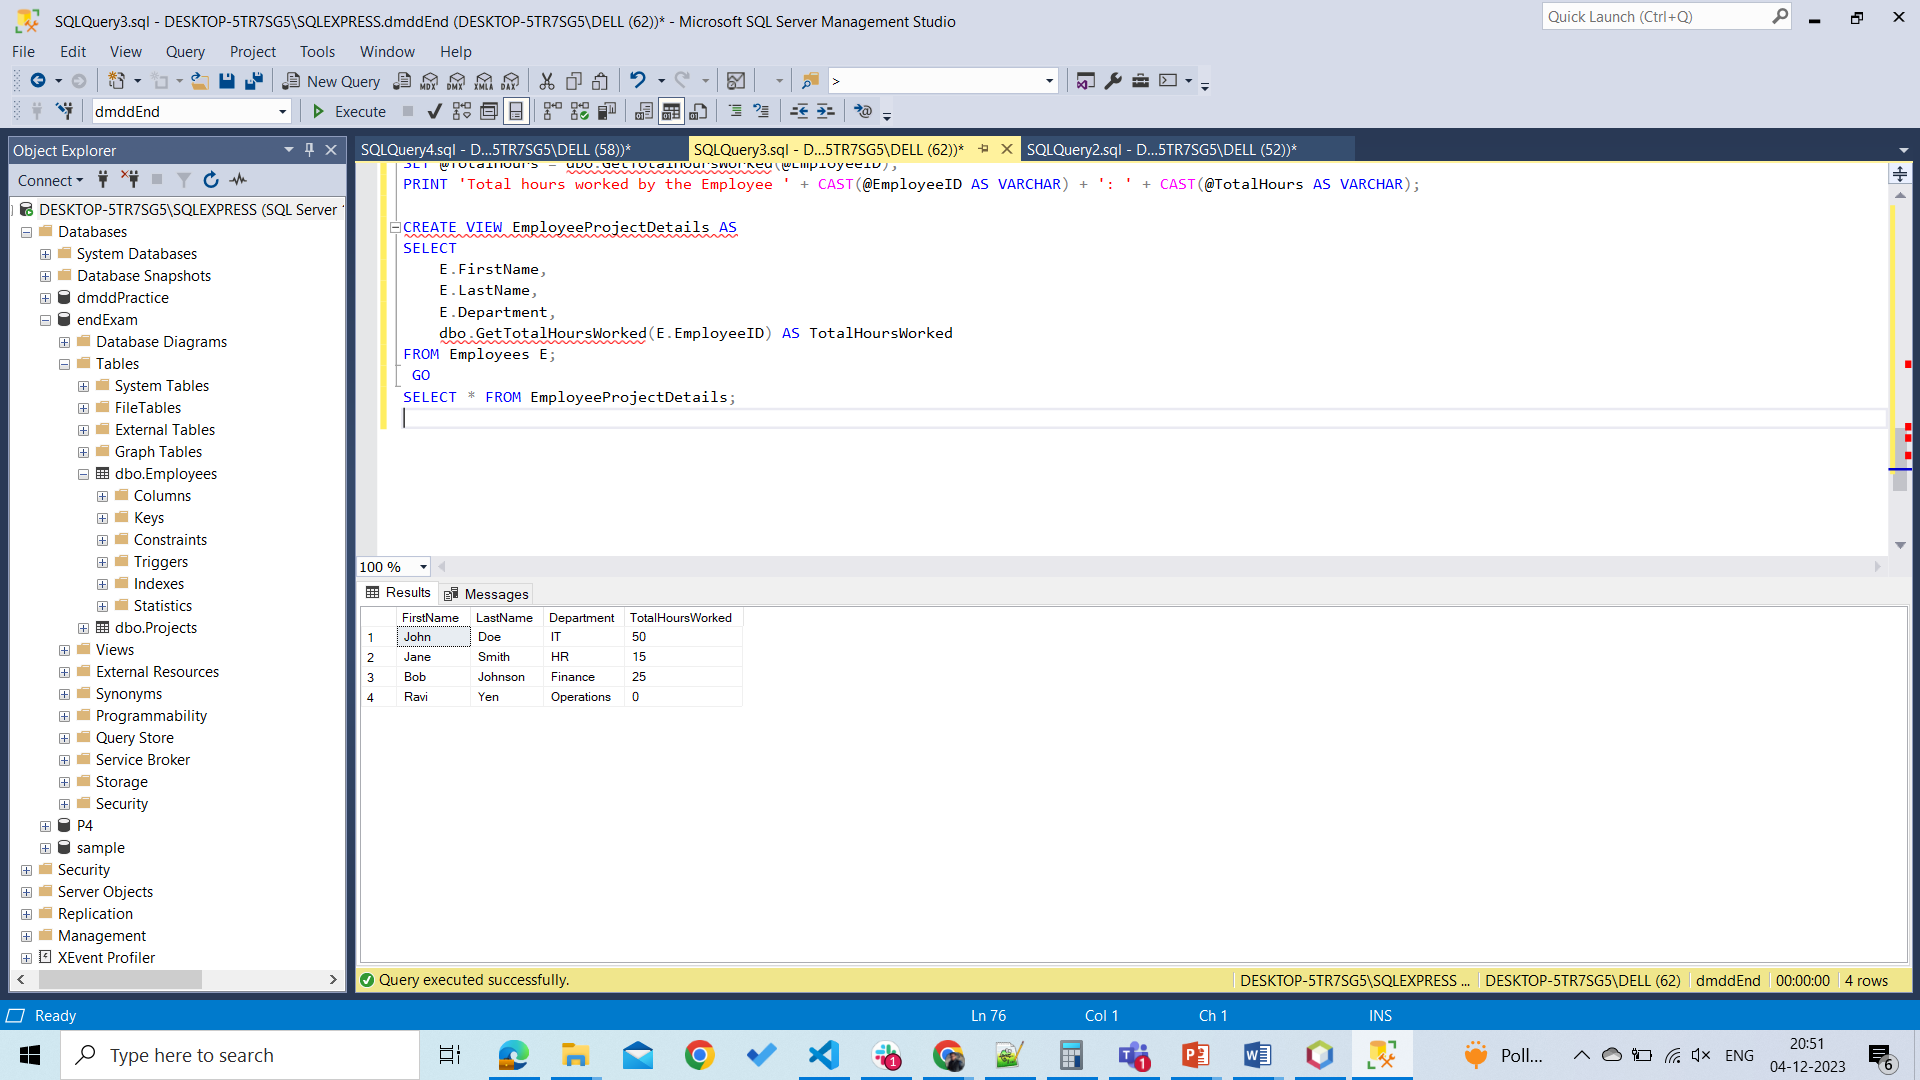 SQLQuery3.sql - DESKTOP-5TR7SG5\SQLEXPRESS.dmddEnd (DESKTOP-5TR7SG5\DELL (62))* - Microsoft SQL Server Management Studio
Quick Launch (Ctrl+Q)
File Edit View Query Project Tools Window Help
New Query
MDX DMX XMLA DAX
>
dmddEnd
Execute
Object Explorer
Connect
DESKTOP-5TR7SG5\SQLEXPRESS (SQL Server
Databases
System Databases
Database Snapshots
dmddPractice
endExam
Database Diagrams
Tables
System Tables
FileTables
External Tables
Graph Tables
dbo.Employees
Columns
Keys
Constraints
Triggers
Indexes
Statistics
dbo.Projects
Views
External Resources
Synonyms
Programmability
Query Store
Service Broker
Storage
Security
P4
sample
Security
Server Objects
Replication
Management
XEvent Profiler
SQLQuery4.sql - D...5TR7SG5\DELL (58))*
SQLQuery3.sql - D...5TR7SG5\DELL (62))*
SQLQuery2.sql - D...5TR7SG5\DELL (52))*
SET @TotalHours = dbo.GetTotalHoursWorked(@EmployeeID);
PRINT 'Total hours worked by the Employee ' + CAST(@EmployeeID AS VARCHAR) + ': ' + CAST(@TotalHours AS VARCHAR);
CREATE VIEW EmployeeProjectDetails AS
SELECT
E.FirstName,
E.LastName,
E.Department,
dbo.GetTotalHoursWorked(E.EmployeeID) AS TotalHoursWorked
FROM Employees E;
GO
SELECT * FROM EmployeeProjectDetails;
100 %
Results Messages
FirstName LastName Department TotalHoursWorked
1 John Doe IT 50
2 Jane Smith HR 15
3 Bob Johnson Finance 25
4 Ravi Yen Operations 0
Query executed successfully.
DESKTOP-5TR7SG5\SQLEXPRESS ... DESKTOP-5TR7SG5\DELL (62) dmddEnd 00:00:00 4 rows
Ready Ln 76 Col 1 Ch 1 INS
Type here to search
1
1
Poll...
ENG
20:51
04-12-2023
6